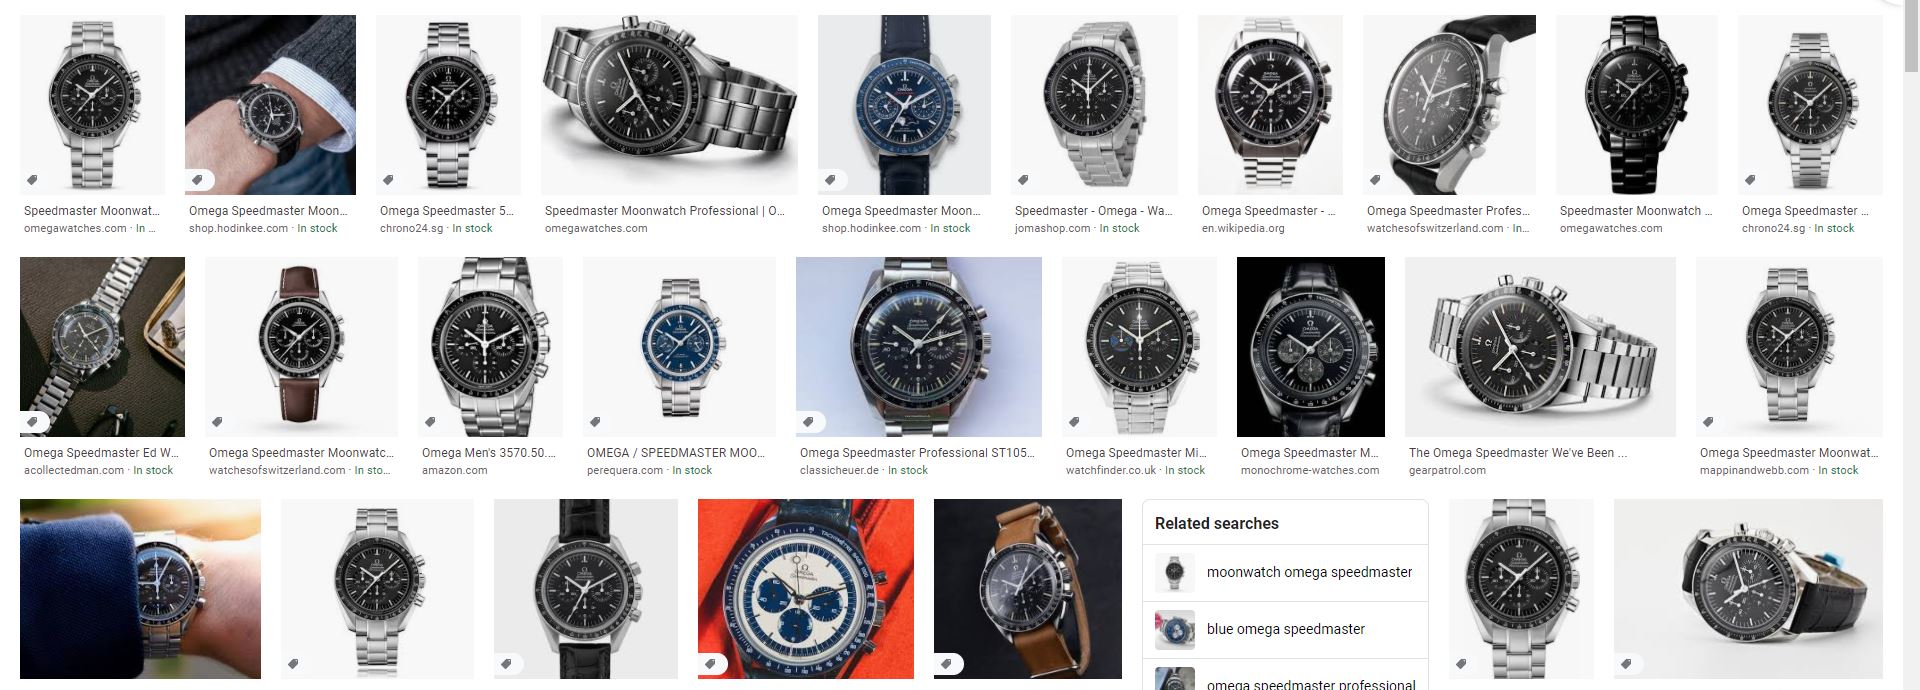 Speedmaster Moonwat...
omegawatches.com · In ...
Omega Speedmaster Moon...
shop.hodinkee.com · In stock
Omega Speedmaster 5...
chrono24.sg · In stock
Speedmaster Moonwatch Professional | O...
omegawatches.com
Omega Speedmaster Moon...
shop.hodinkee.com · In stock
Speedmaster - Omega - Wa...
jomashop.com · In stock
Omega Speedmaster - ...
en.wikipedia.org
Omega Speedmaster Profes...
watchesofswitzerland.com · In...
Speedmaster Moonwatch ...
omegawatches.com
Omega Speedmaster ...
chrono24.sg · In stock
Omega Speedmaster Ed W...
acollectedman.com · In stock
Omega Speedmaster Moonwatc...
watchesofswitzerland.com · In sto...
Omega Men's 3570.50....
amazon.com
OMEGA / SPEEDMASTER MOO...
perequera.com · In stock
Omega Speedmaster Professional ST105...
classicheuer.de · In stock
Omega Speedmaster Mi...
watchfinder.co.uk · In stock
Omega Speedmaster M...
monochrome-watches.com
The Omega Speedmaster We've Been ...
gearpatrol.com
Omega Speedmaster Moonwat...
mappinandwebb.com · In stock
Related searches
moonwatch omega speedmaster
blue omega speedmaster
omega speedmaster professional